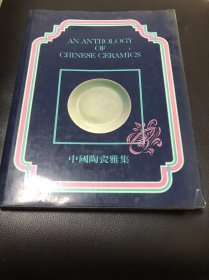 AN ANTHOLOGY
OF
CHINESE CERAMICS
中國陶瓷雅集